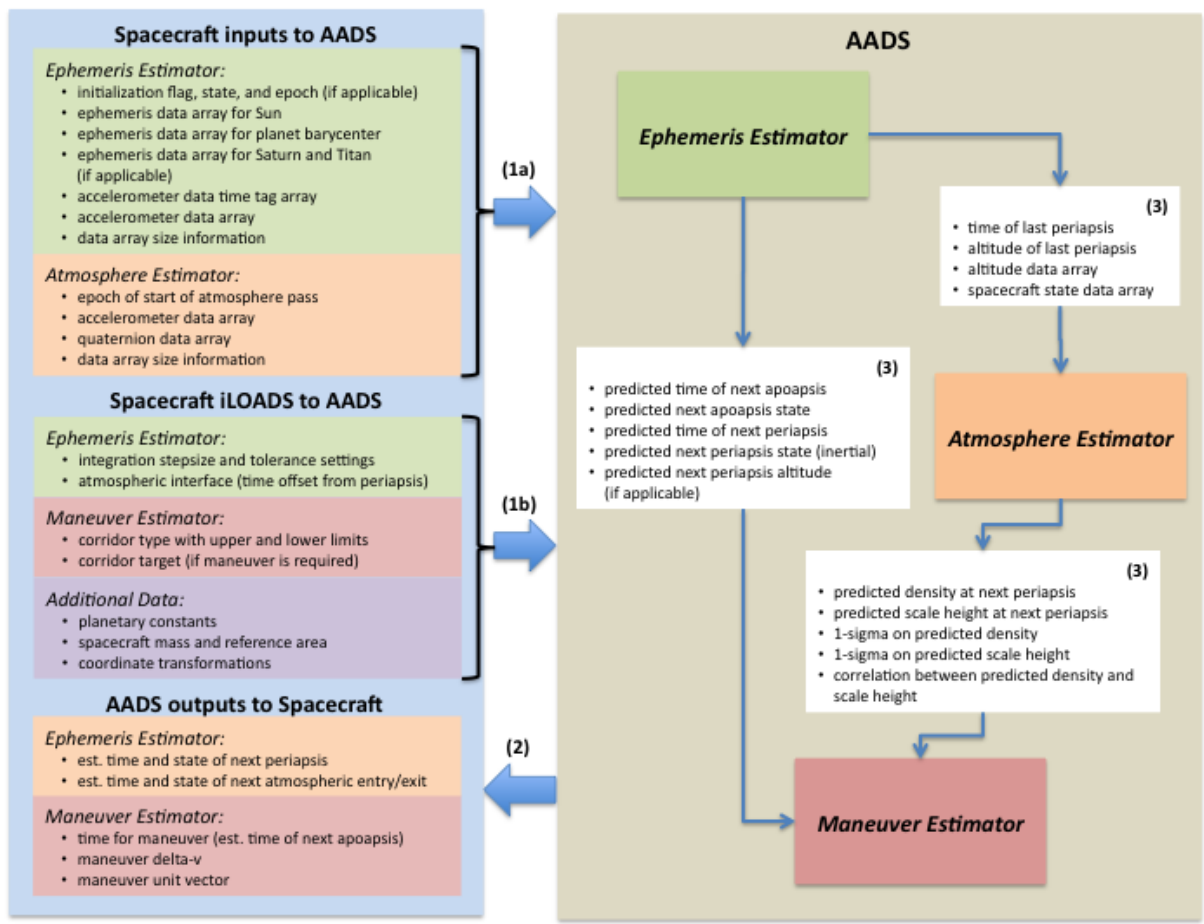 Spacecraft inputs to AADS
Ephemeris Estimator:
• initialization flag, state, and epoch (if applicable)
• ephemeris data array for Sun
• ephemeris data array for planet barycenter
• ephemeris data array for Saturn and Titan
(if applicable)
• accelerometer data time tag array
• accelerometer data array
• data array size information
Atmosphere Estimator:
• epoch of start of atmosphere pass
• accelerometer data array
• quaternion data array
• data array size information
(1a)
Spacecraft iLOADS to AADS
Ephemeris Estimator:
• integration stepsize and tolerance settings
• atmospheric interface (time offset from periapsis)
Maneuver Estimator:
• corridor type with upper and lower limits
• corridor target (if maneuver is required)
Additional Data:
• planetary constants
• spacecraft mass and reference area
• coordinate transformations
(1b)
AADS outputs to Spacecraft
Ephemeris Estimator:
• est. time and state of next periapsis
• est. time and state of next atmospheric entry/exit
Maneuver Estimator:
• time for maneuver (est. time of next apoapsis)
• maneuver delta-v
• maneuver unit vector
(2)
AADS
Ephemeris Estimator
(3)
• time of last periapsis
• altitude of last periapsis
• altitude data array
• spacecraft state data array
(3)
• predicted time of next apoapsis
• predicted next apoapsis state
• predicted time of next periapsis
• predicted next periapsis state (inertial)
• predicted next periapsis altitude
(if applicable)
Atmosphere Estimator
(3)
• predicted density at next periapsis
• predicted scale height at next periapsis
• 1-sigma on predicted density
• 1-sigma on predicted scale height
• correlation between predicted density and
scale height
Maneuver Estimator